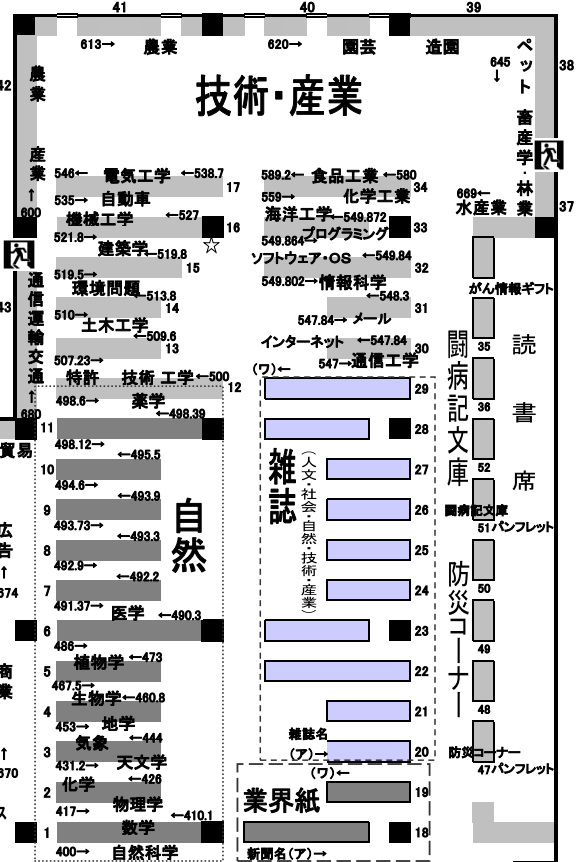 41
40
39
613→
農業
620→
園芸
造園
645
↓
ペット 畜産学・林業
38
42
農業
技術・産業
産業
↑
600
546←
電気工学
←538.7
17
535→
自動車
機械工学
←527
16
521.8→
☆
建築学
←519.8
519.5→
15
環境問題
←513.8
14
510→
土木工学
←509.6
13
507.23→
特許
技術 工学
←500
12
589.2←
食品工業
←580
34
559→
化学工業
海洋工学
←549.872
33
549.864→
プログラミング
ソフトウェア・OS
←549.84
32
549.802→
情報科学
←548.3
31
547.84→
メール
インターネット
←547.84
30
547→
通信工学
669←
水産業
37
43
通信運輸交通
↑
680
貿易
広告
↑
674
商業
↑
670
ス
498.6→
薬学
←498.39
11
498.12→
←495.5
10
494.6→
←493.9
9
493.73→
←493.3
8
492.9→
←492.2
7
491.37→
自然
医学
←490.3
6
486→
植物学
←473
5
467.5→
生物学
←460.8
4
453→
地学
気象
←444
3
431.2→
天文学
化学
←426
2
417→
物理学
←410.1
1
数学
400→
自然科学
(ワ)←
29
28
雑誌
(人文・社会・自然・技術・産業)
27
26
25
24
23
22
21
雑誌名
(ア)→
20
(ワ)←
業界紙
19
18
新聞名(ア)→
がん情報ギフト
闘病記文庫
読書席
35
36
52
闘病記文庫
51パンフレット
防災コーナー
50
49
48
防災コーナー
47パンフレット